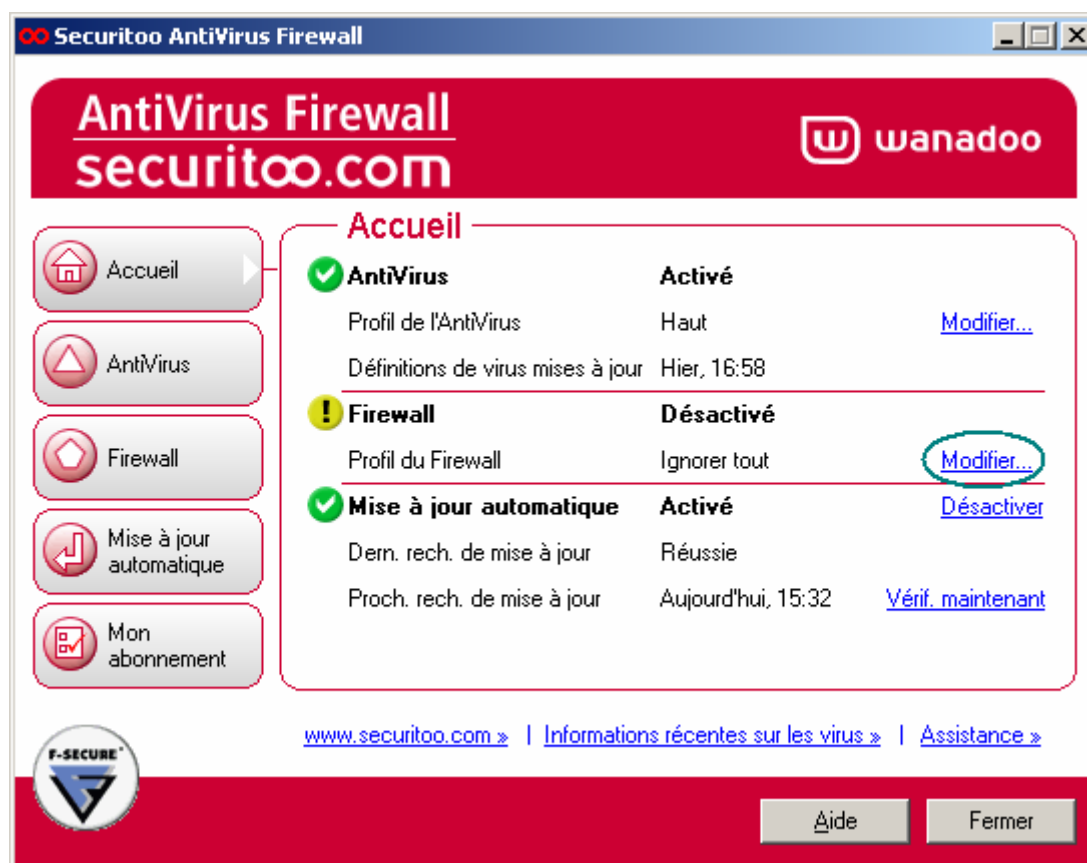 Securitoo AntiVirus Firewall
AntiVirus Firewall
securitoo.com
wanadoo
Accueil
AntiVirus
Firewall
Mise à jour
automatique
Mon
abonnement
Accueil
AntiVirus Activé
Profil de l'AntiVirus Haut Modifier...
Définitions de virus mises à jour Hier, 16:58
Firewall Désactivé
Profil du Firewall Ignorer tout Modifier...
Mise à jour automatique Activé Désactiver
Dern. rech. de mise à jour Réussie
Proch. rech. de mise à jour Aujourd'hui, 15:32 Vérif. maintenant
www.securitoo.com » | Informations récentes sur les virus » | Assistance »
F-SECURE
Aide Fermer